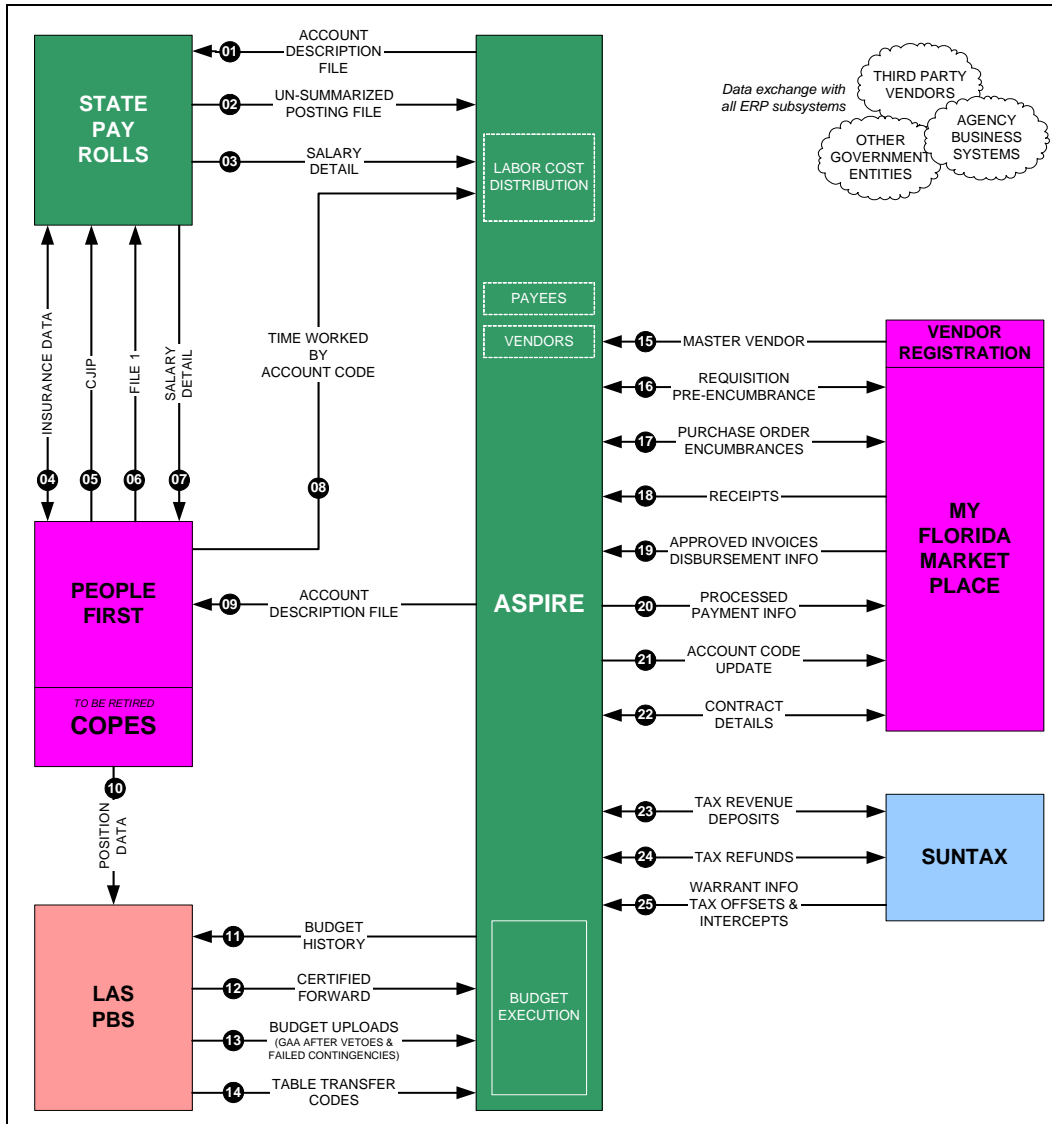 STATE
PAY
ROLLS
01
ACCOUNT
DESCRIPTION
FILE
02
UN-SUMMARIZED
POSTING FILE
03
SALARY
DETAIL
LABOR COST
DISTRIBUTION
PAYEES
VENDORS
ASPIRE
BUDGET
EXECUTION
Data exchange with
all ERP subsystems
THIRD PARTY
VENDORS
AGENCY
BUSINESS
SYSTEMS
OTHER
GOVERNMENT
ENTITIES
INSURANCE DATA
04
CJIP
05
FILE 1
06
SALARY
DETAIL
07
TIME WORKED
BY
ACCOUNT CODE
08
PEOPLE
FIRST
TO BE RETIRED
COPES
09
ACCOUNT
DESCRIPTION FILE
10
POSITION
DATA
LAS
PBS
11
BUDGET
HISTORY
12
CERTIFIED
FORWARD
13
BUDGET UPLOADS
(GAA AFTER VETOES &
FAILED CONTINGENCIES)
14
TABLE TRANSFER
CODES
VENDOR
REGISTRATION
MY
FLORIDA
MARKET
PLACE
15
MASTER VENDOR
16
REQUISITION
PRE-ENCUMBRANCE
17
PURCHASE ORDER
ENCUMBRANCES
18
RECEIPTS
19
APPROVED INVOICES
DISBURSEMENT INFO
20
PROCESSED
PAYMENT INFO
21
ACCOUNT CODE
UPDATE
22
CONTRACT
DETAILS
23
TAX REVENUE
DEPOSITS
24
TAX REFUNDS
25
WARRANT INFO
TAX OFFSETS &
INTERCEPTS
SUNTAX